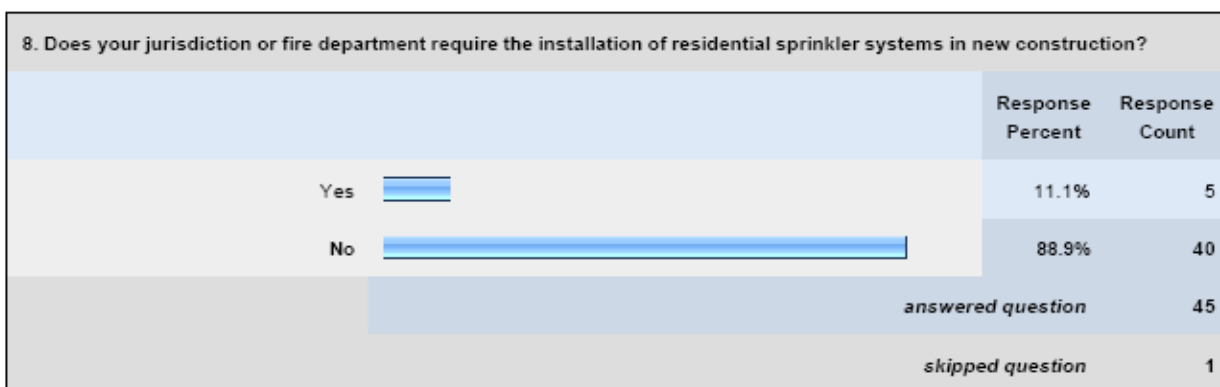 8. Does your jurisdiction or fire department require the installation of residential sprinkler systems in new construction?
Response Percent Response Count
Yes 11.1% 5
No 88.9% 40
answered question 45
skipped question 1